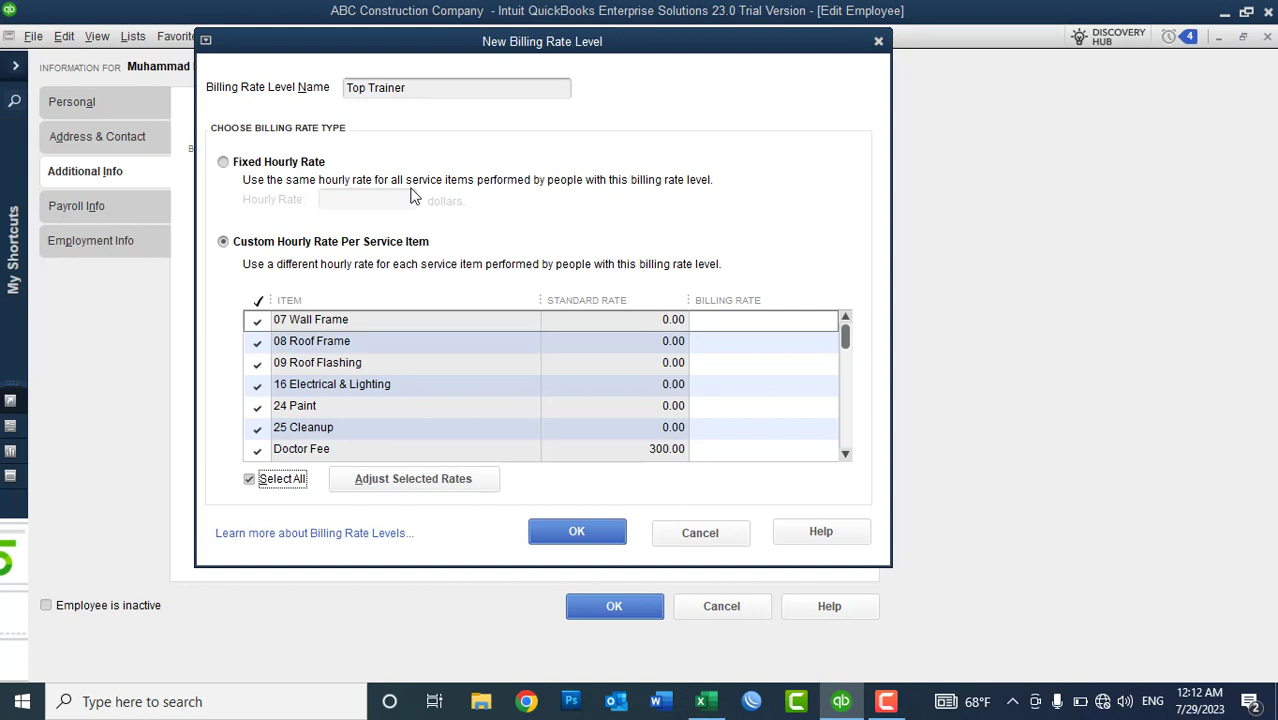 ABC Construction Company - Intuit QuickBooks Enterprise Solutions 23.0 Trial Version - [Edit Employee]
File Edit View Lists Favorite
DISCOVERY HUB
4
INFORMATION FOR Muhammad
Personal
Address & Contact
Additional Info
Payroll Info
Employment Info
My Shortcuts
New Billing Rate Level
Billing Rate Level Name Top Trainer
CHOOSE BILLING RATE TYPE
Fixed Hourly Rate
Use the same hourly rate for all service items performed by people with this billing rate level.
Hourly Rate: dollars.
Custom Hourly Rate Per Service Item
Use a different hourly rate for each service item performed by people with this billing rate level.
ITEM STANDARD RATE BILLING RATE
07 Wall Frame 0.00
08 Roof Frame 0.00
09 Roof Flashing 0.00
16 Electrical & Lighting 0.00
24 Paint 0.00
25 Cleanup 0.00
Doctor Fee 300.00
Select All Adjust Selected Rates
Learn more about Billing Rate Levels... OK Cancel Help
Employee is inactive OK Cancel Help
Type here to search
Ps
qb
68°F
ENG
12:12 AM
7/29/2023
2